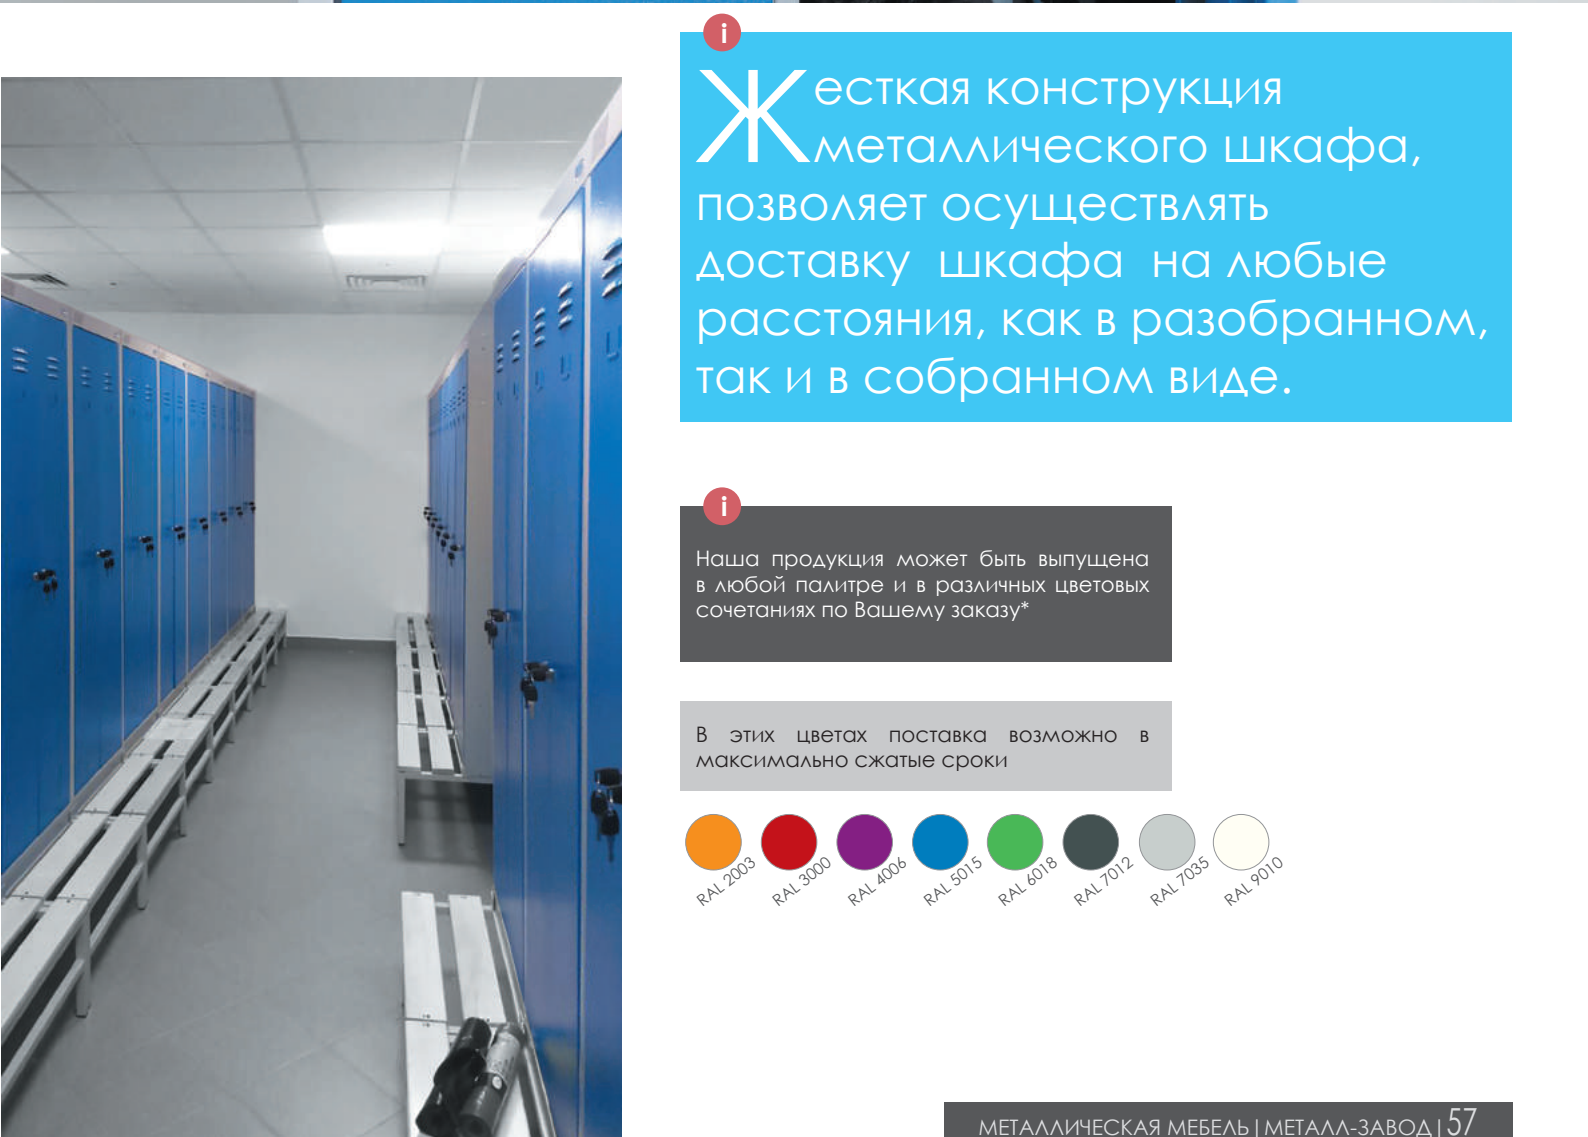 i
Жесткая конструкция
металлического шкафа,
позволяет осуществлять
доставку шкафа на любые
расстояния, как в разобранном,
так и в собранном виде.
i
Наша продукция может быть выпущена
в любой палитре и в различных цветовых
сочетаниях по Вашему заказу*
В этих цветах поставка возможно в
максимально сжатые сроки
RAL 2003
RAL 3000
RAL 4006
RAL 5015
RAL 6018
RAL 7012
RAL 7035
RAL 9010
МЕТАЛЛИЧЕСКАЯ МЕБЕЛЬ|МЕТАЛЛ-ЗАВОД|57